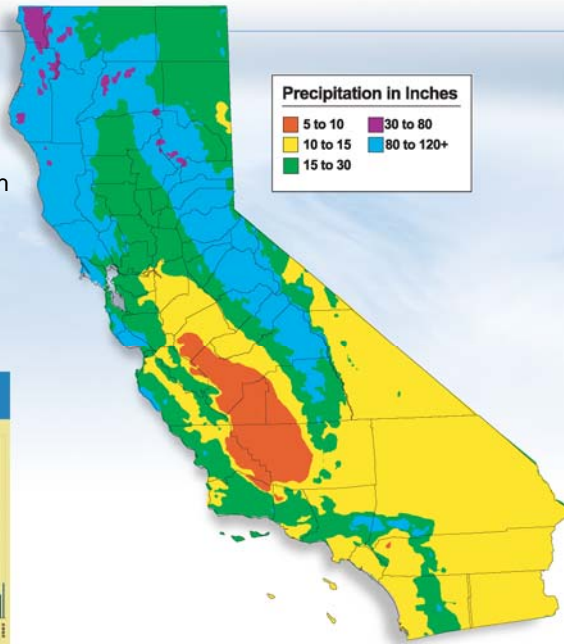 Precipitation in Inches
5 to 10
30 to 80
10 to 15
80 to 120+
15 to 30